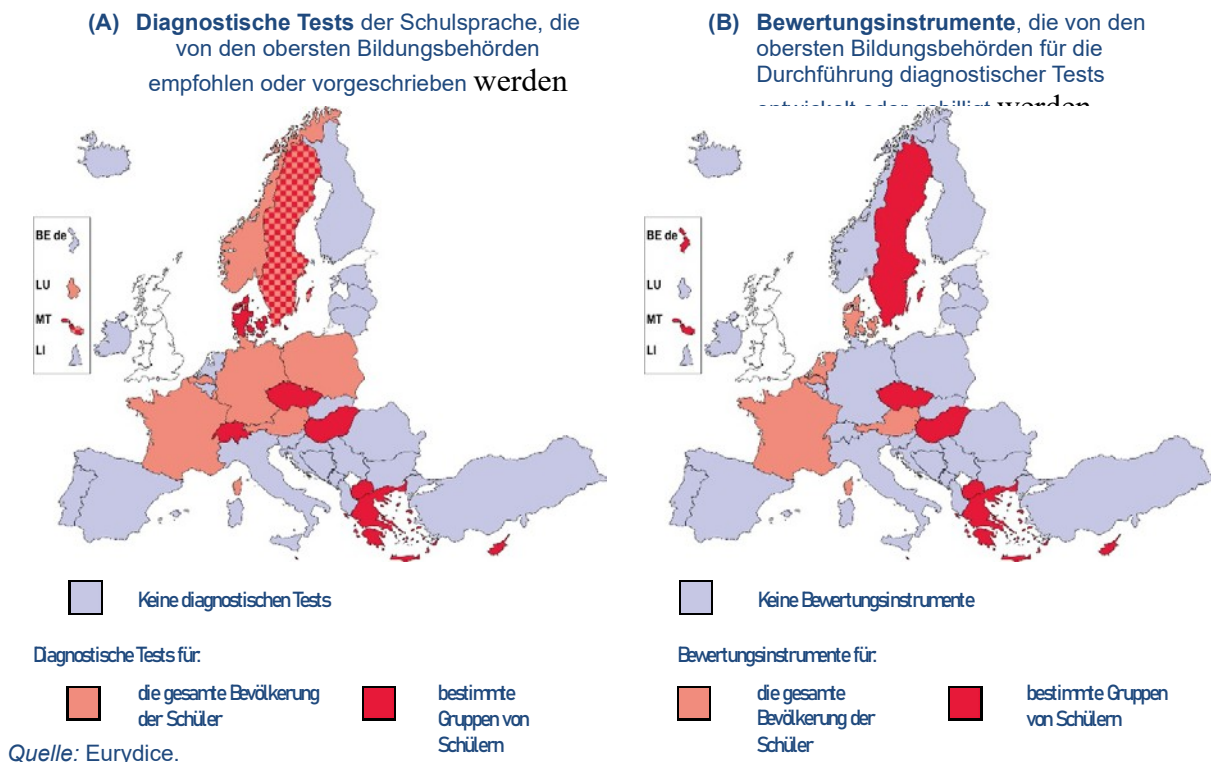 (A) Diagnostische Tests der Schulsprache, die
von den obersten Bildungsbehörden
empfohlen oder vorgeschrieben werden
(B) Bewertungsinstrumente, die von den
obersten Bildungsbehörden für die
Durchführung diagnostischer Tests
entwickelt oder gebilligt werden
BE de
LU
MT
LI
BE de
LU
MT
LI
Keine diagnostischen Tests
Diagnostische Tests für:
die gesamte Bevölkerung
der Schüler
bestimmte
Gruppen von
Schülern
Keine Bewertungsinstrumente
Bewertungsinstrumente für:
die gesamte
Bevölkerung der
Schüler
bestimmte Gruppen
von Schülern
Quelle: Eurydice.